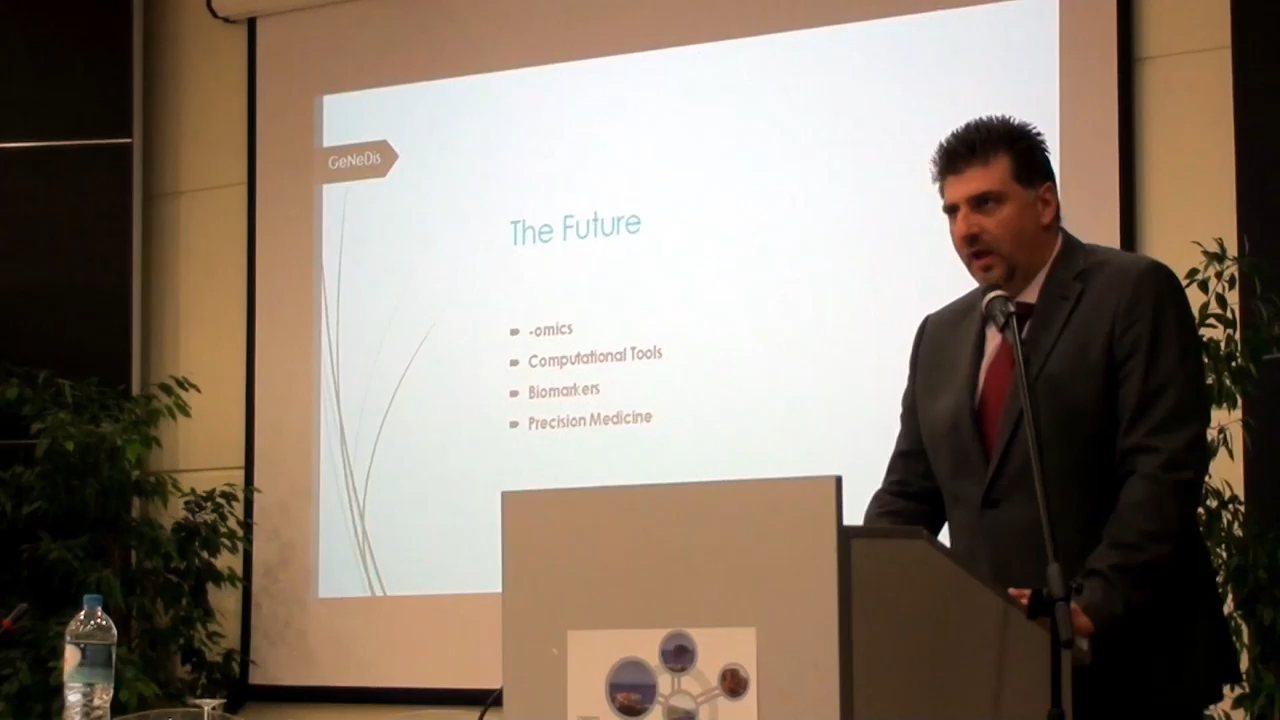 GeNeDis
The Future
-omics
Computational Tools
Biomarkers
Precision Medicine